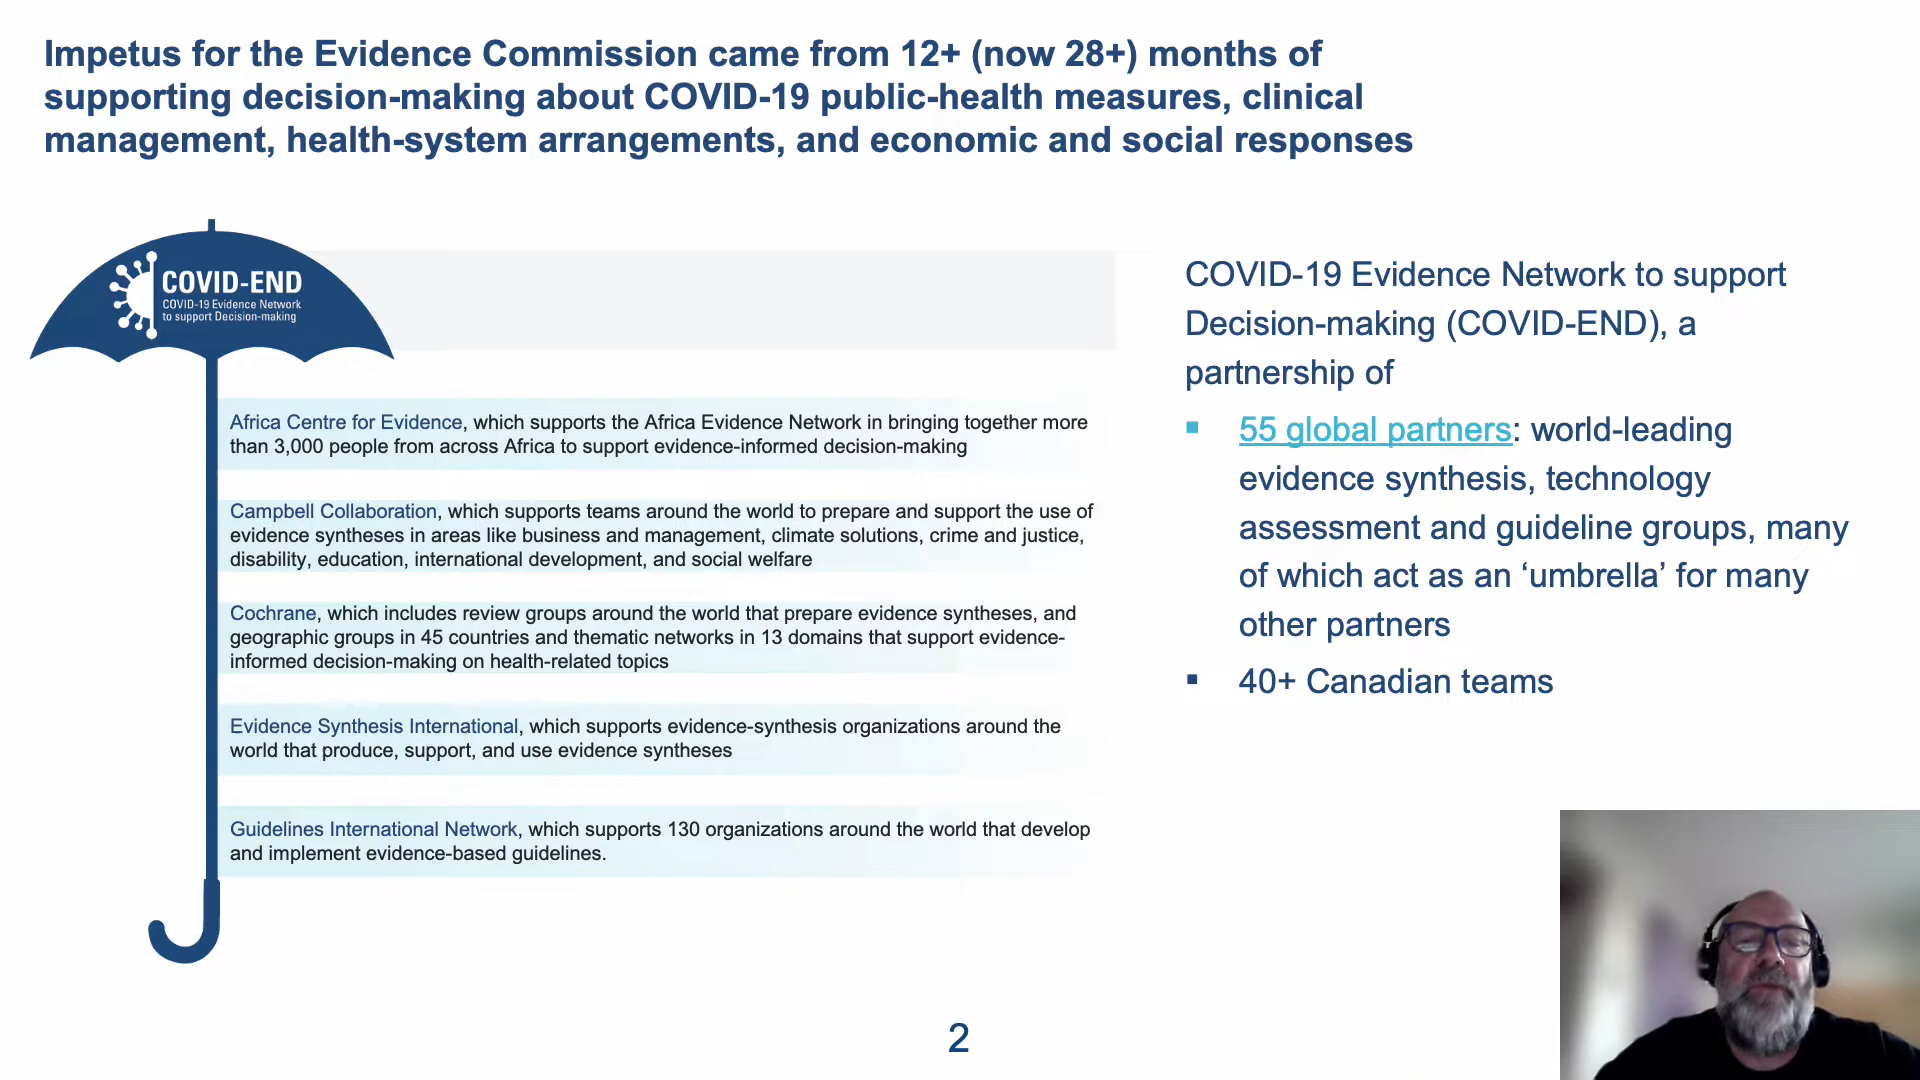 Impetus for the Evidence Commission came from 12+ (now 28+) months of
supporting decision-making about COVID-19 public-health measures, clinical
management, health-system arrangements, and economic and social responses
COVID-END
COVID-19 Evidence Network
to support Decision-making
Africa Centre for Evidence, which supports the Africa Evidence Network in bringing together more
than 3,000 people from across Africa to support evidence-informed decision-making
Campbell Collaboration, which supports teams around the world to prepare and support the use of
evidence syntheses in areas like business and management, climate solutions, crime and justice,
disability, education, international development, and social welfare
Cochrane, which includes review groups around the world that prepare evidence syntheses, and
geographic groups in 45 countries and thematic networks in 13 domains that support evidence-
informed decision-making on health-related topics
Evidence Synthesis International, which supports evidence-synthesis organizations around the
world that produce, support, and use evidence syntheses
Guidelines International Network, which supports 130 organizations around the world that develop
and implement evidence-based guidelines.
COVID-19 Evidence Network to support
Decision-making (COVID-END), a
partnership of
▪ 55 global partners: world-leading
evidence synthesis, technology
assessment and guideline groups, many
of which act as an ‘umbrella’ for many
other partners
▪ 40+ Canadian teams
2